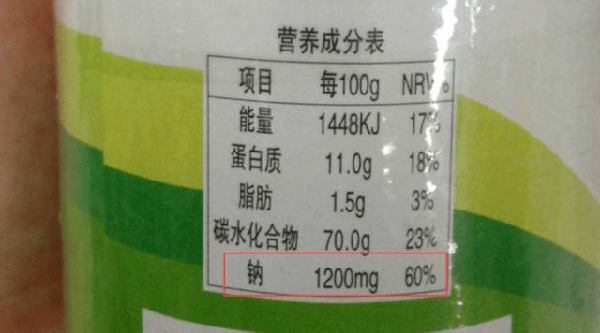 营养成分表
项目 每100g NRV%
能量 1448KJ 17%
蛋白质 11.0g 18%
脂肪 1.5g 3%
碳水化合物 70.0g 23%
钠 1200mg 60%